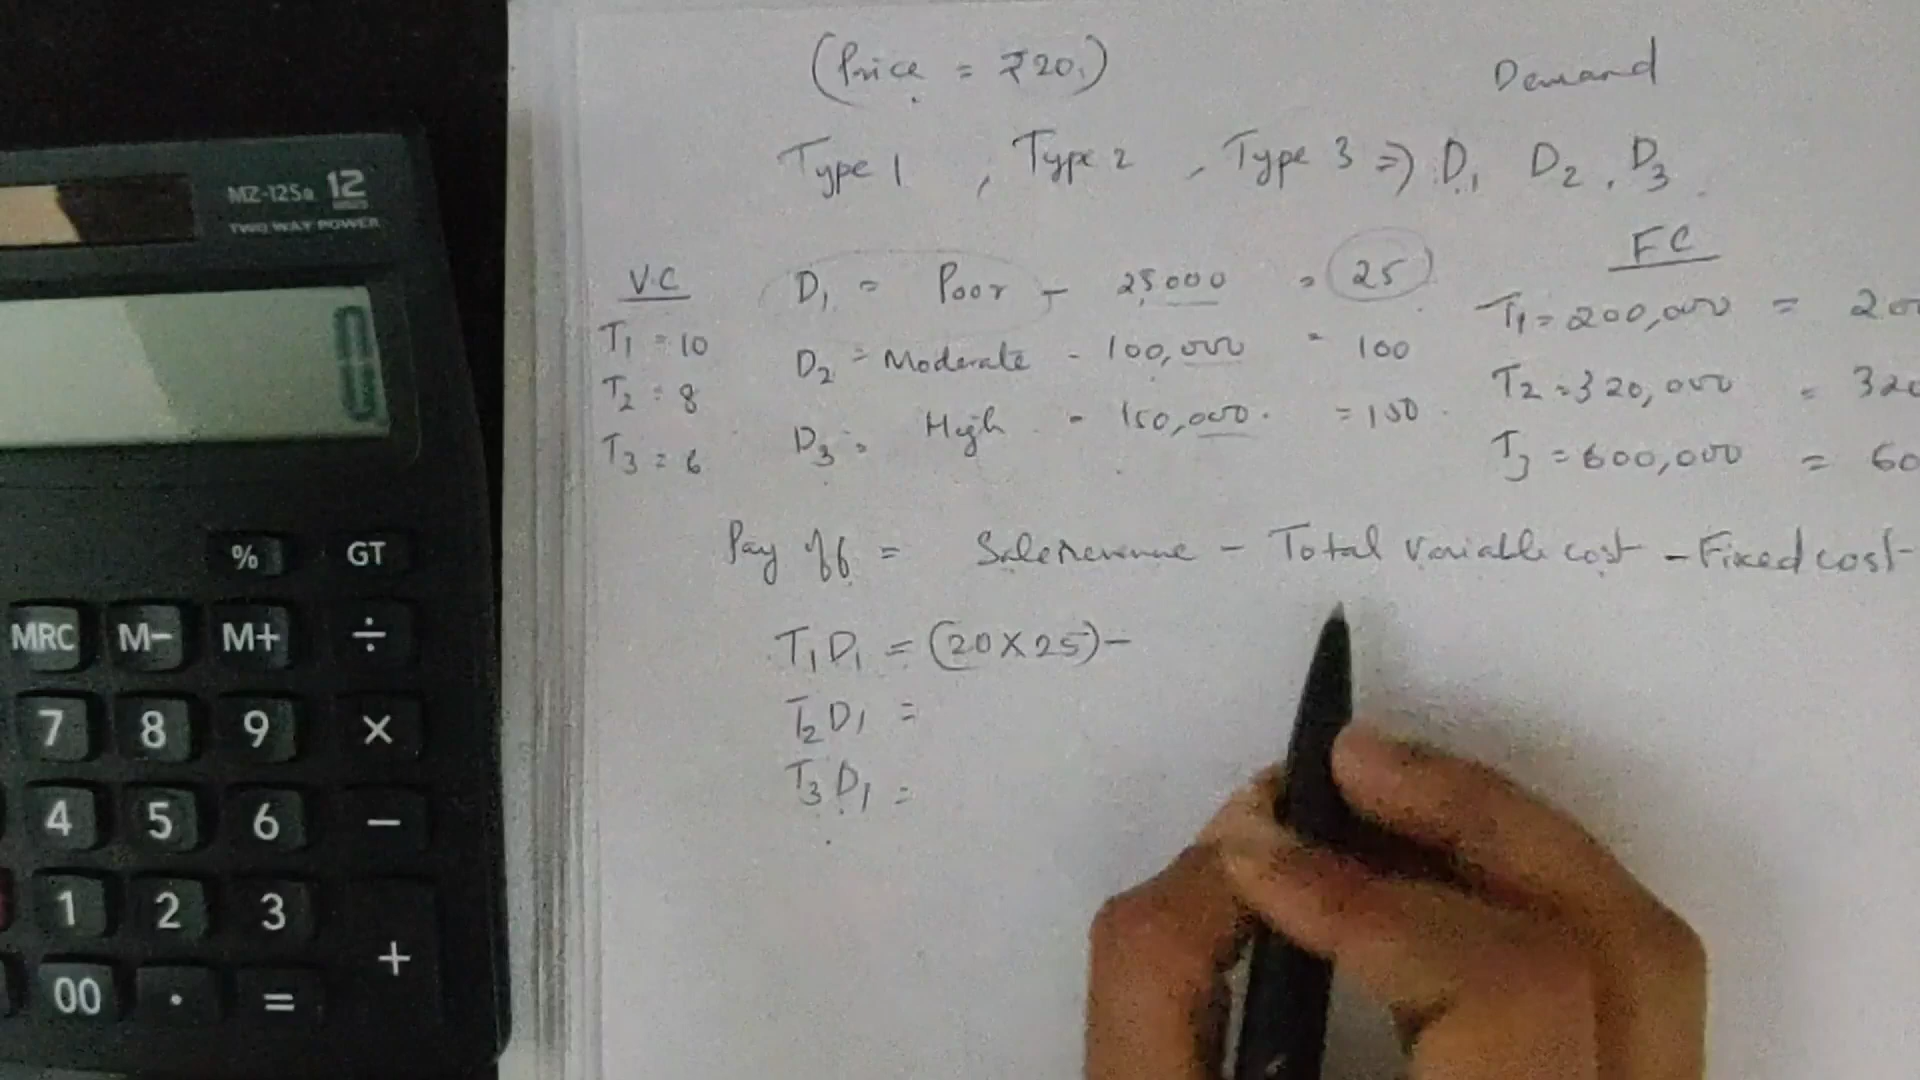 (Price = ₹20.)
Demand
Type 1 , Type 2 , Type 3 => D1 D2 . D3
V.C
T1 = 10
T2 = 8
T3 = 6
D1 = Poor - 25000 = 25
D2 = Moderate - 100,000 = 100
D3 = High - 150,000. = 150
FC
T1 = 200,000 = 20
T2 = 320,000 = 320
T3 = 600,000 = 60
Pay off = Sale Revenue - Total Variable cost - Fixed cost
T1D1 = (20 X 25) -
T2D1 =
T3D1 =
MZ-12Sa 12
TWO WAY POWER
0
% GT
MRC M- M+ ÷
7 8 9 ×
4 5 6 −
1 2 3
+
00 . =